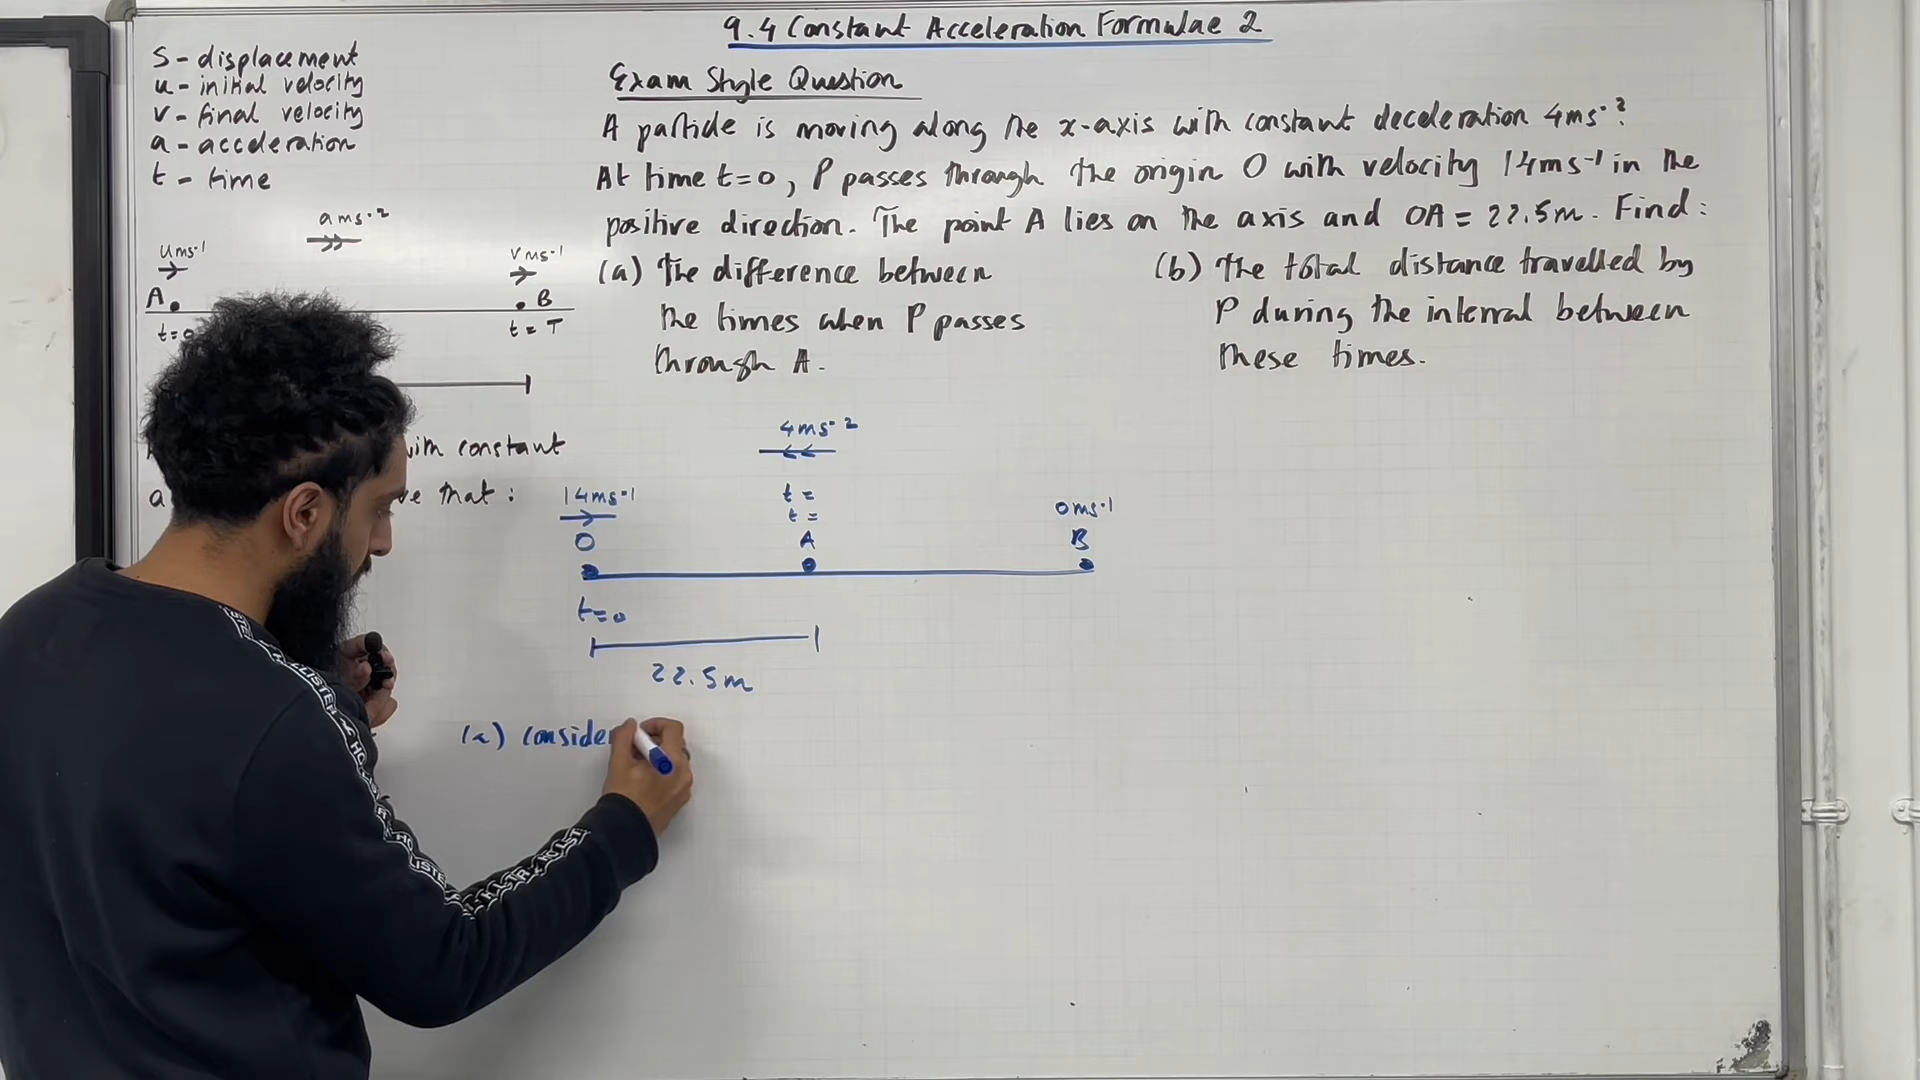 9.4 Constant Acceleration Formulae 2
s - displacement
u - initial velocity
v - final velocity
a - acceleration
t - time
a ms-2
u ms-1
v ms-1
A
B
t=0
t = T
with constant
a
that :
Exam Style Question
A particle is moving along the x-axis with constant deceleration 4ms-2.
At time t=0, P passes through the origin O with velocity 14ms-1 in the
positive direction. The point A lies on the axis and OA = 22.5m. Find:
(a) The difference between
the times when P passes
through A.
(b) The total distance travelled by
P during the interval between
these times.
4ms-2
14ms-1
t =
t =
0ms-1
O
A
B
t=0
22.5m
(a) Consider
HOLLISTER